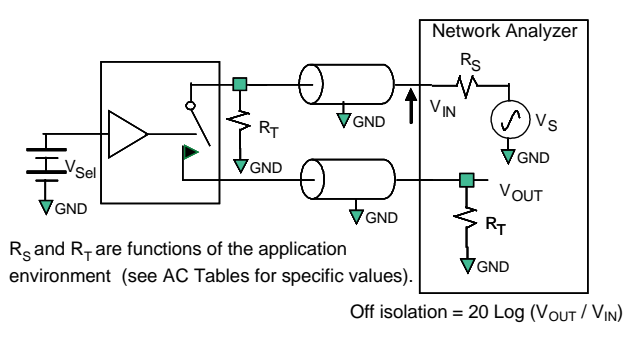 Network Analyzer
R_S
V_IN
V_S
GND
R_T
GND
GND
V_Sel
GND
GND
V_OUT
R_T
GND
R_S and R_T are functions of the application
environment (see AC Tables for specific values).
Off isolation = 20 Log (V_OUT / V_IN)